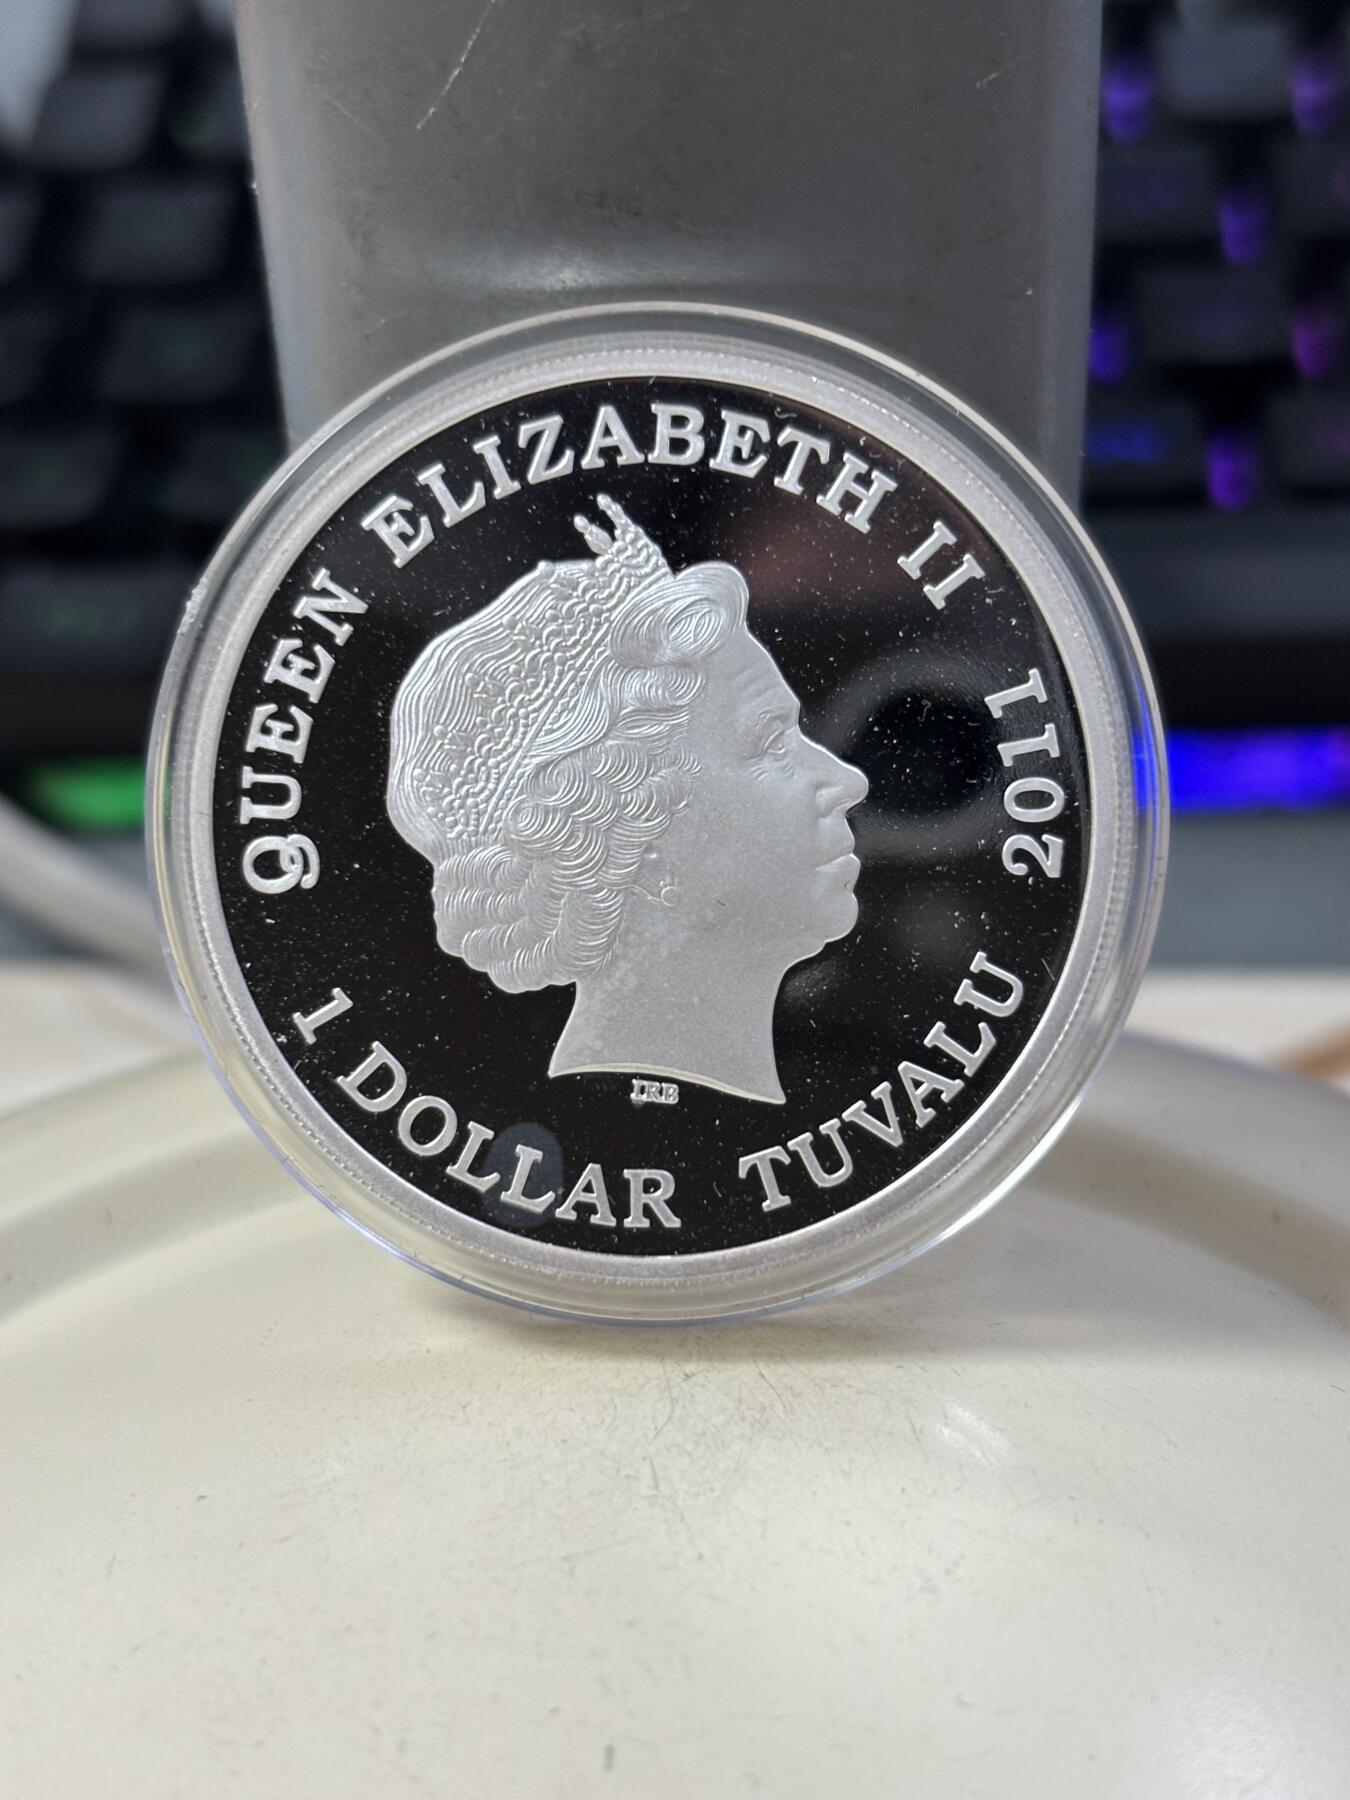 QUEEN ELIZABETH II 2011
1 DOLLAR TUVALU
IRB